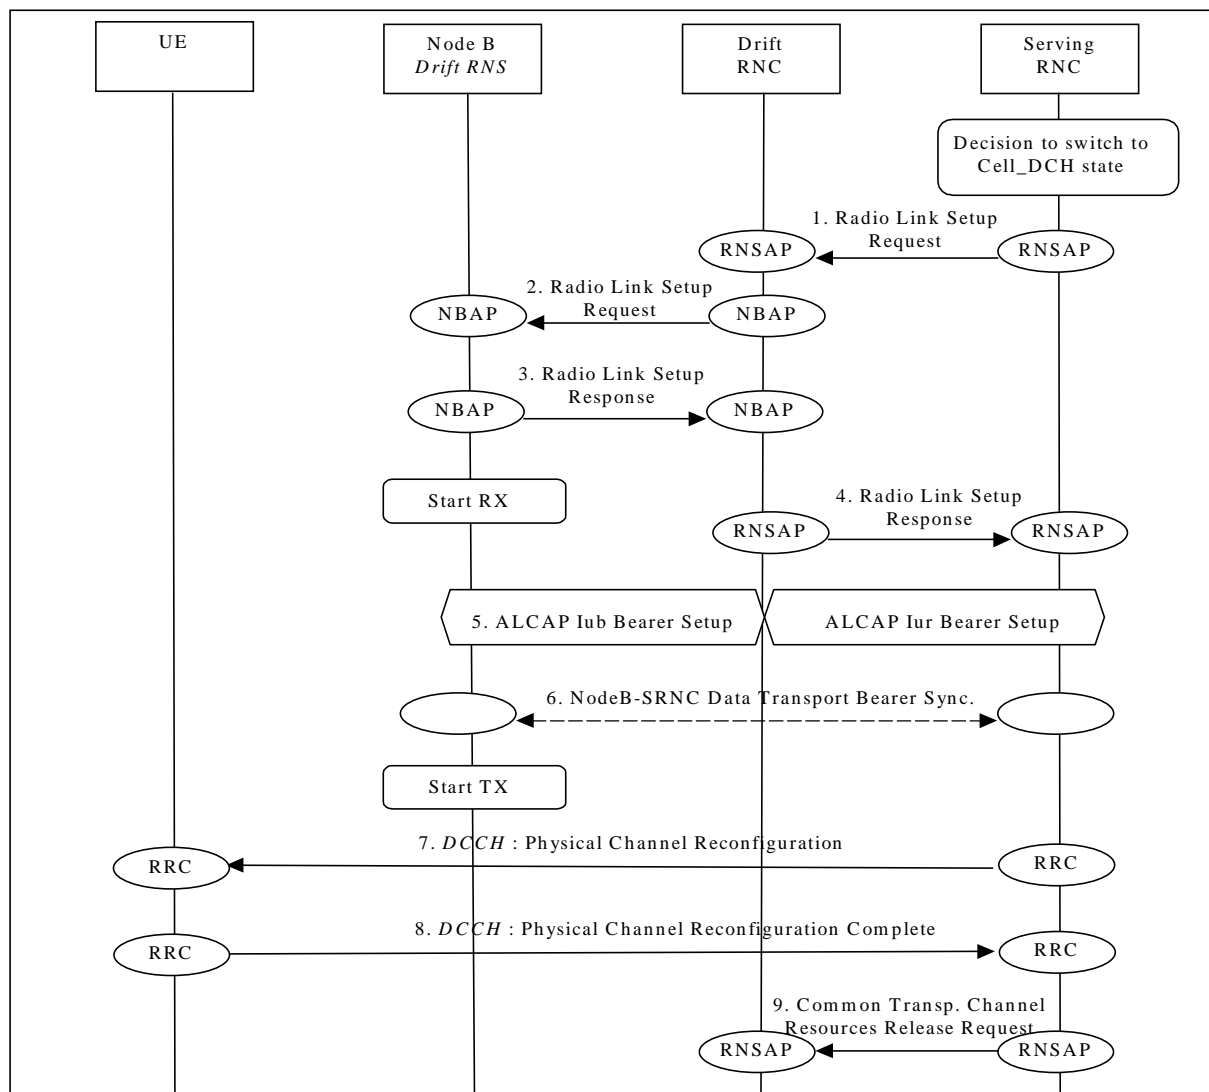 UE
Node B
Drift RNS
Drift
RNC
Serving
RNC
Decision to switch to
Cell_DCH state
1. Radio Link Setup
Request
RNSAP
RNSAP
2. Radio Link Setup
Request
NBAP
NBAP
3. Radio Link Setup
Response
NBAP
NBAP
Start RX
4. Radio Link Setup
Response
RNSAP
RNSAP
5. ALCAP Iub Bearer Setup
ALCAP Iur Bearer Setup
6. NodeB-SRNC Data Transport Bearer Sync.
Start TX
7. DCCH : Physical Channel Reconfiguration
RRC
RRC
8. DCCH : Physical Channel Reconfiguration Complete
RRC
RRC
9. Common Transp. Channel
Resources Release Request
RNSAP
RNSAP